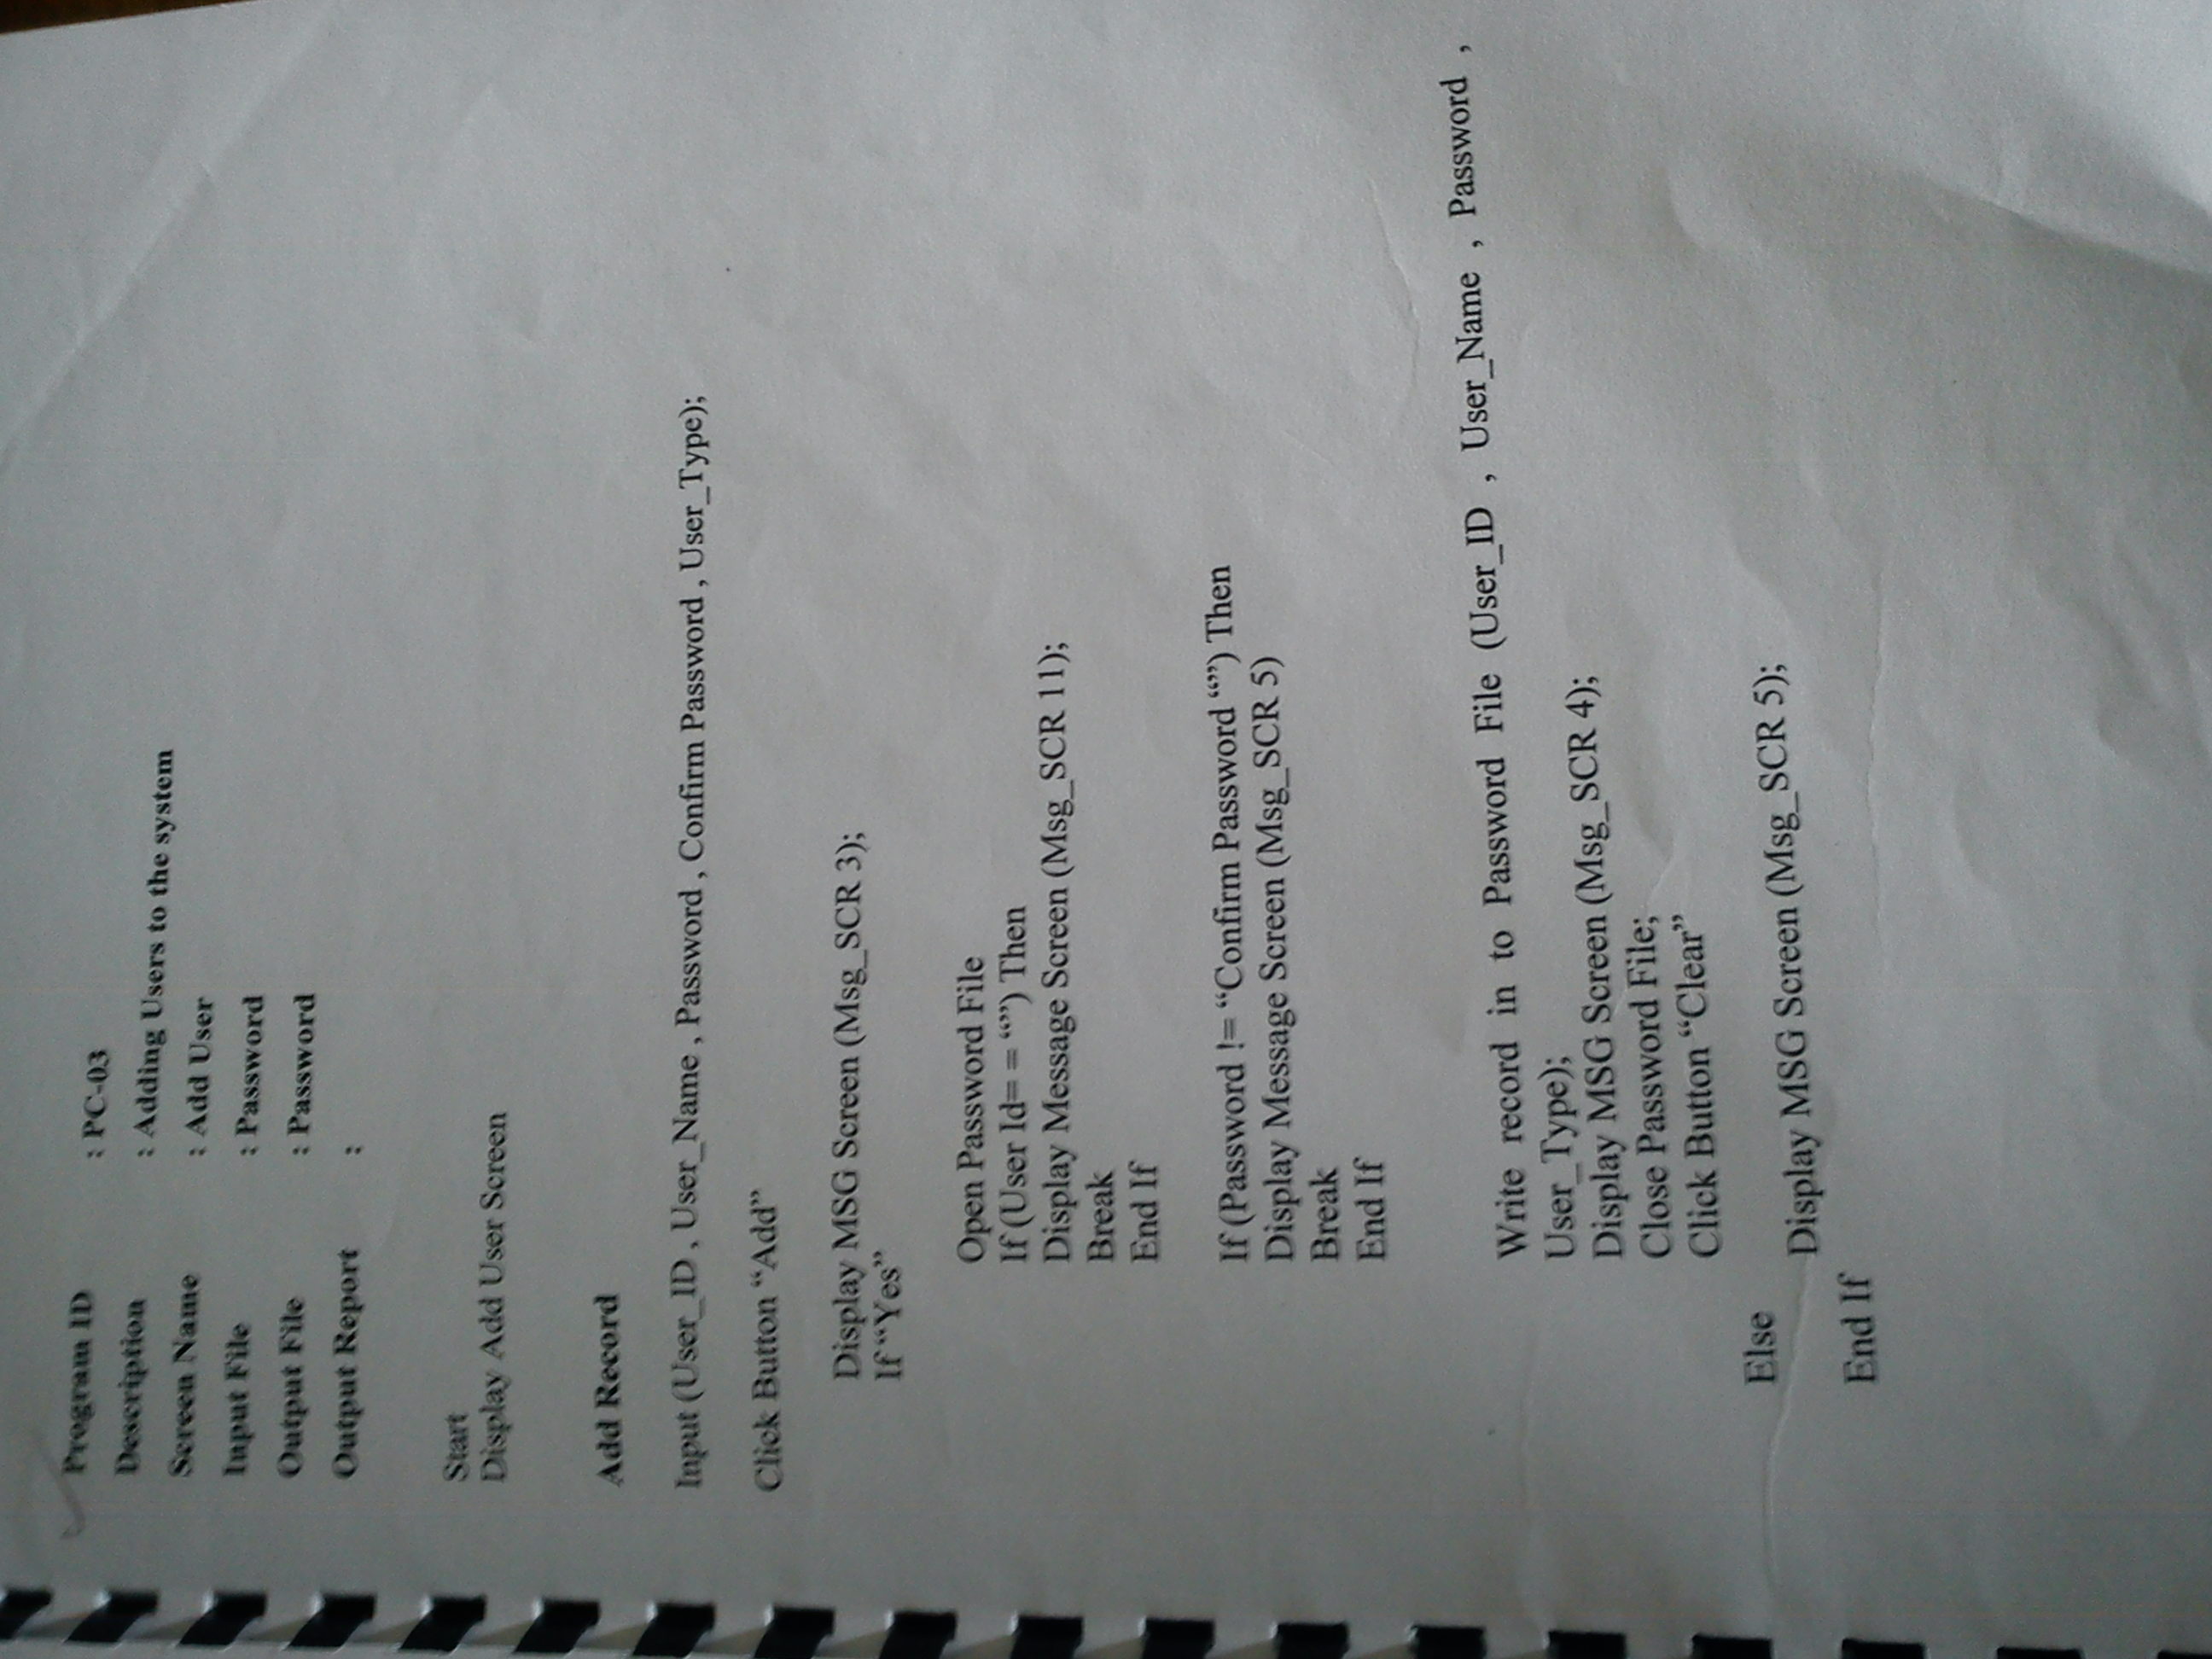 Program ID : PC-03
Description : Adding Users to the system
Screen Name : Add User
Input File : Password
Output File : Password
Output Report :
Start
Display Add User Screen
Add Record
Input (User_ID , User_Name , Password , Confirm Password , User_Type);
Click Button “Add”
Display MSG Screen (Msg_SCR 3);
If “Yes”
Open Password File
If (User Id= = “”) Then
Display Message Screen (Msg_SCR 11);
Break
End If
If (Password != “Confirm Password “”) Then
Display Message Screen (Msg_SCR 5)
Break
End If
Write record in to Password File (User_ID , User_Name , Password ,
User_Type);
Display MSG Screen (Msg_SCR 4);
Close Password File;
Click Button “Clear”
Else
Display MSG Screen (Msg_SCR 5);
End If